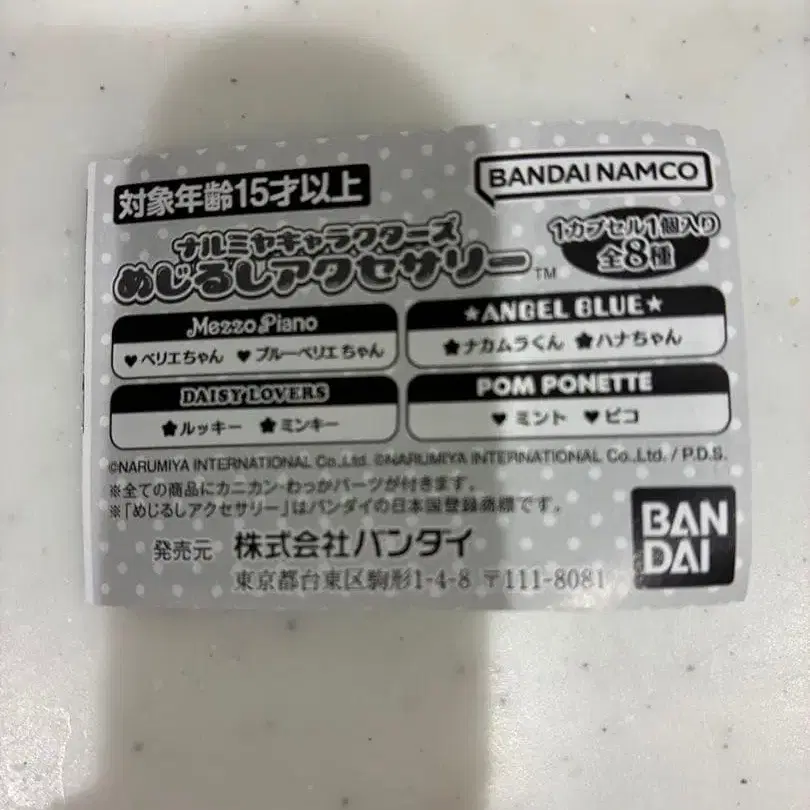 対象年齢15才以上
BANDAI NAMCO
ナルミヤキャラクターズ
めじるしアクセサリー™
1カプセル1個入り
全8種
Mezzo Piano
♥ベリエちゃん ♥ブルーベリエちゃん
★ANGEL BLUE★
★ナカムラくん ★ハナちゃん
DAISY LOVERS
★ルッキー ★ミンキー
POM PONETTE
♥ミント ♥ピコ
©NARUMIYA INTERNATIONAL Co.,Ltd. ©NARUMIYA INTERNATIONAL Co.,Ltd. / P.D.S.
※全ての商品にカニカン・わっかパーツが付きます。
※「めじるしアクセサリー」はバンダイの日本国登録商標です。
発売元 株式会社バンダイ
東京都台東区駒形1-4-8 〒111-8081
BAN
DAI